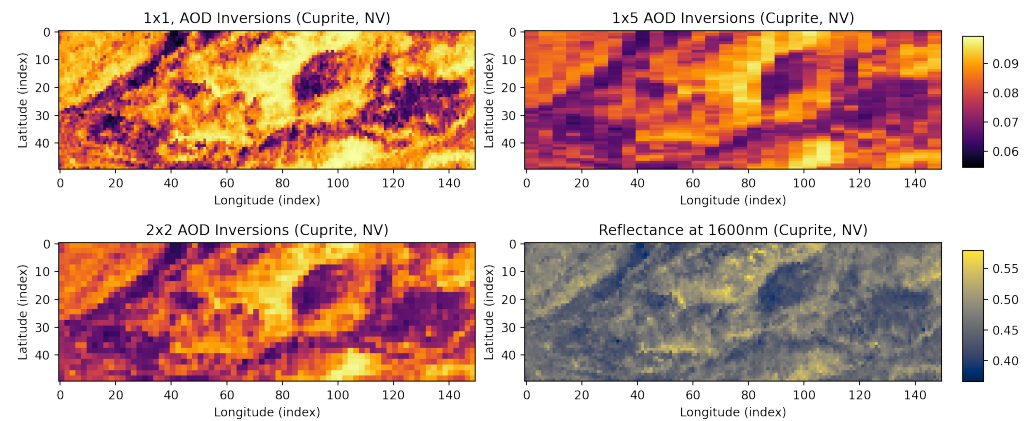 1x1, AOD Inversions (Cuprite, NV)
0
10
20
30
40
Latitude (index)
0 20 40 60 80 100 120 140
Longitude (index)
1x5 AOD Inversions (Cuprite, NV)
0
10
20
30
40
Latitude (index)
0 20 40 60 80 100 120 140
Longitude (index)
0.09
0.08
0.07
0.06
2x2 AOD Inversions (Cuprite, NV)
0
10
20
30
40
Latitude (index)
0 20 40 60 80 100 120 140
Longitude (index)
Reflectance at 1600nm (Cuprite, NV)
0
10
20
30
40
Latitude (index)
0 20 40 60 80 100 120 140
Longitude (index)
0.55
0.50
0.45
0.40